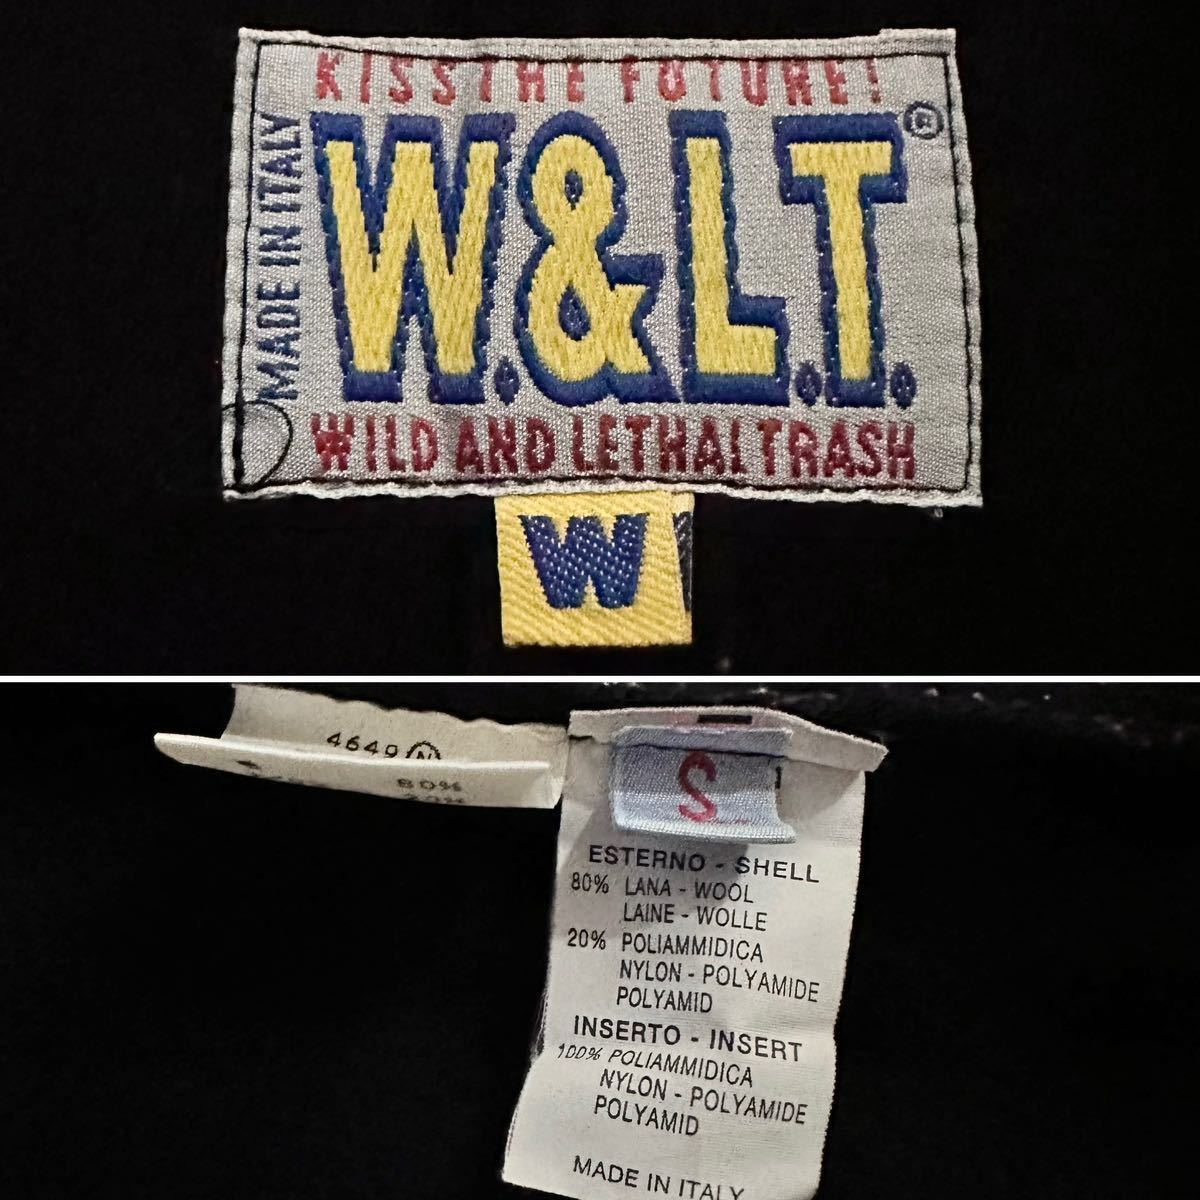 KISS THE FUTURE!
MADE IN ITALY
W.&L.T.®
WILD AND LETHAL TRASH
W
4649 N
80%
20%
S
ESTERNO - SHELL
80% LANA - WOOL
LAINE - WOLLE
20% POLIAMMIDICA
NYLON - POLYAMIDE
POLYAMID
INSERTO - INSERT
100% POLIAMMIDICA
NYLON - POLYAMIDE
POLYAMID
MADE IN ITALY